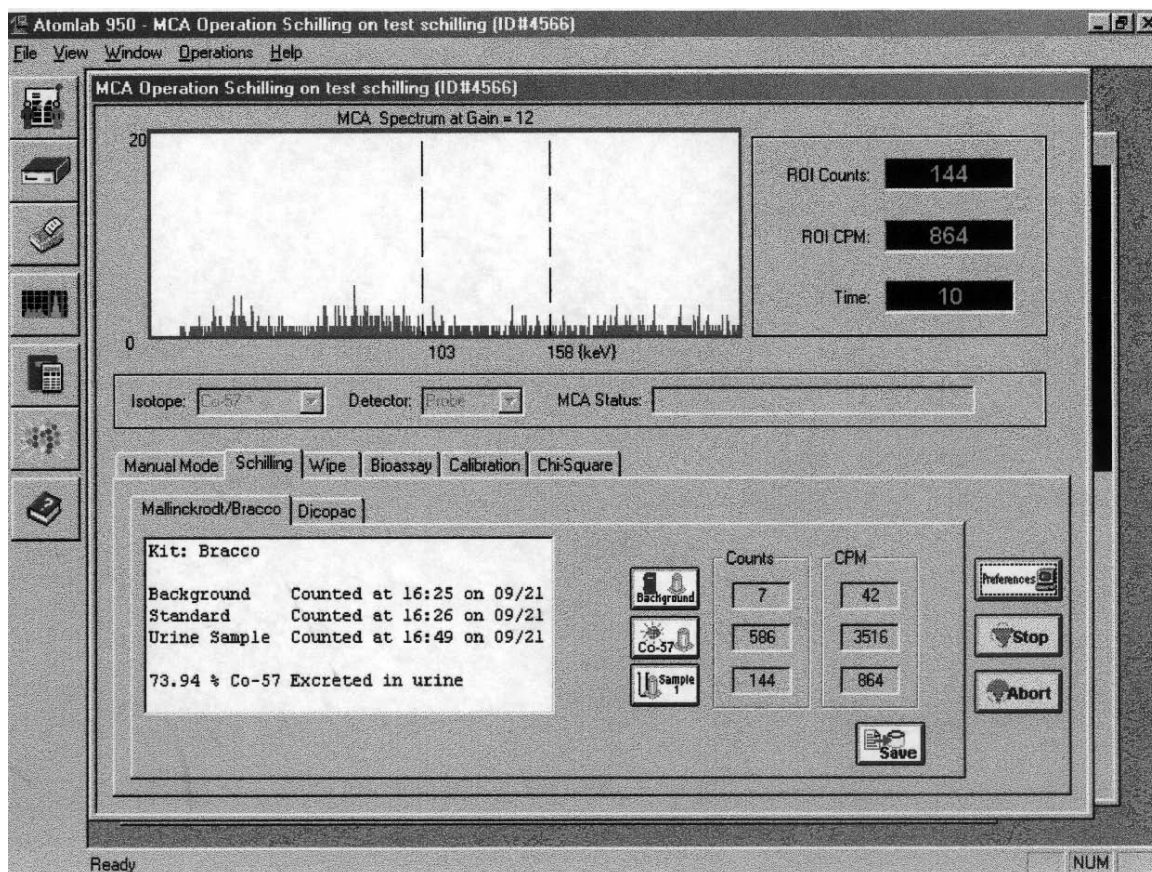 Atomlab 950 - MCA Operation Schilling on test schilling (ID#4566)
File View Window Operations Help
MCA Operation Schilling on test schilling (ID#4566)
MCA Spectrum at Gain = 12
20
0
103
158 (keV)
ROI Counts: 144
ROI CPM: 864
Time: 10
Isotope: Co-57 Detector: Probe MCA Status:
Manual Mode Schilling Wipe Bioassay Calibration Chi-Square
Mallinckrodt/Bracco Dicopac
Kit: Bracco
Background Counted at 16:25 on 09/21
Standard Counted at 16:26 on 09/21
Urine Sample Counted at 16:49 on 09/21
73.94 % Co-57 Excreted in urine
Counts CPM
Background 7 42
Co-57 586 3516
Sample 1 144 864
Preferences
Stop
Abort
Save
Ready NUM